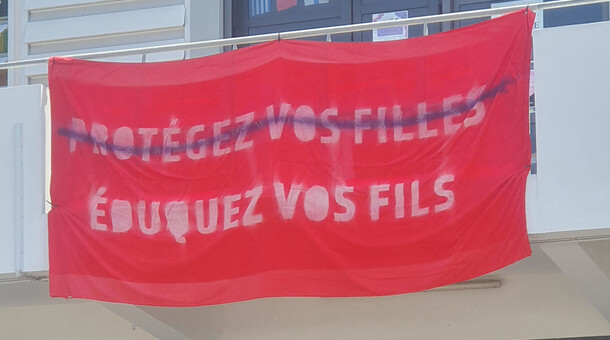 PROTÉGEZ VOS FILLES
ÉDUQUEZ VOS FILS